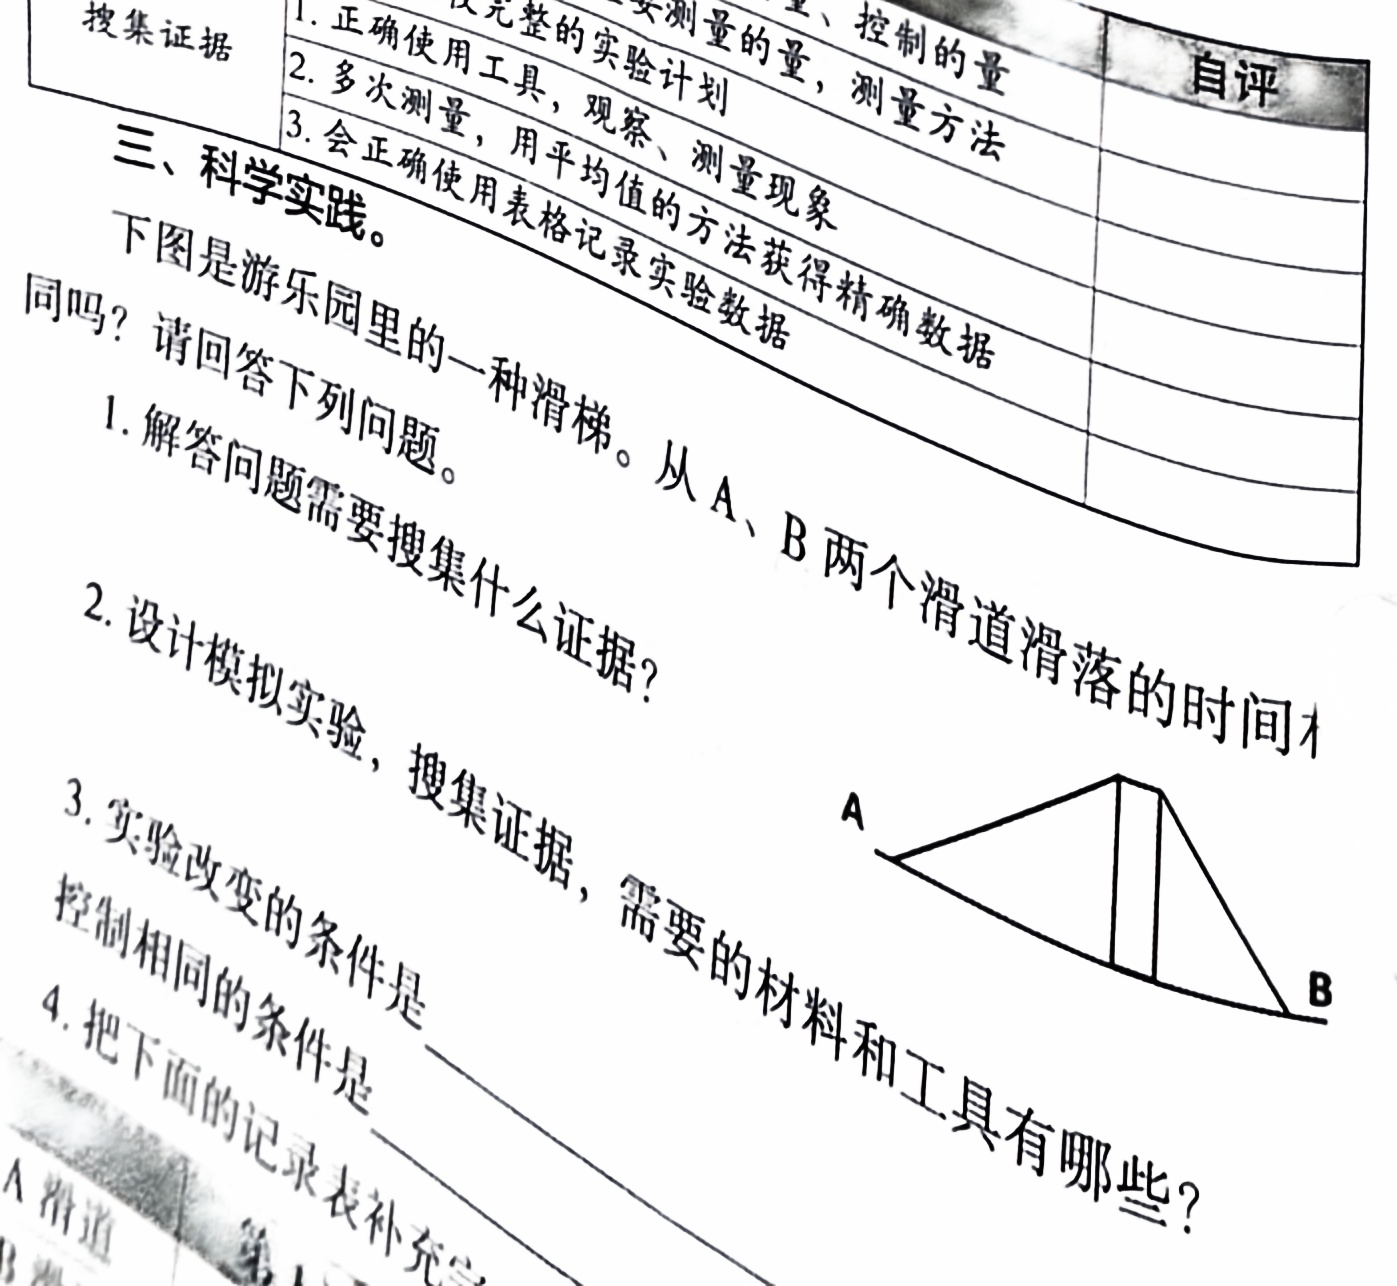 自评
量、控制的量
要测量的量，测量方法
完整的实验计划
搜集证据
1. 正确使用工具，观察、测量现象
2. 多次测量，用平均值的方法获得精确数据
3. 会正确使用表格记录实验数据
三、科学实践。
下图是游乐园里的一种滑梯。从 A、B 两个滑道滑落的时间
同吗？请回答下列问题。
1. 解答问题需要搜集什么证据？
2. 设计模拟实验，搜集证据，需要的材料和工具有哪些？
A
B
3. 实验改变的条件是
控制相同的条件是
4. 把下面的记录表补充完
第1
A 滑道
B 滑